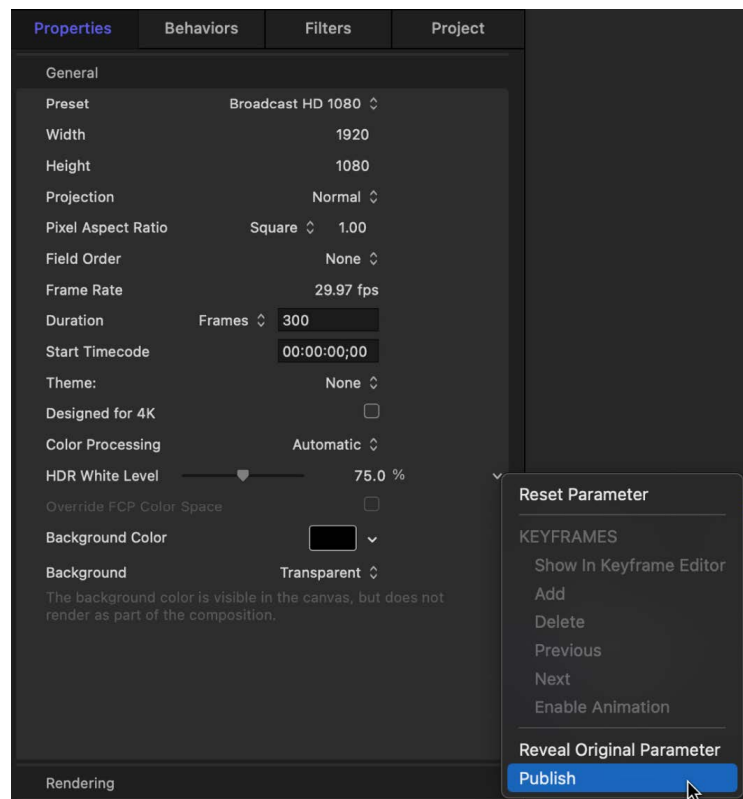 Properties Behaviors Filters Project
General
Preset Broadcast HD 1080
Width 1920
Height 1080
Projection Normal
Pixel Aspect Ratio Square 1.00
Field Order None
Frame Rate 29.97 fps
Duration Frames 300
Start Timecode 00:00:00;00
Theme: None
Designed for 4K
Color Processing Automatic
HDR White Level 75.0 %
Override FCP Color Space
Background Color
Background Transparent
The background color is visible in the canvas, but does not
render as part of the composition.
Rendering
Reset Parameter
KEYFRAMES
Show In Keyframe Editor
Add
Delete
Previous
Next
Enable Animation
Reveal Original Parameter
Publish